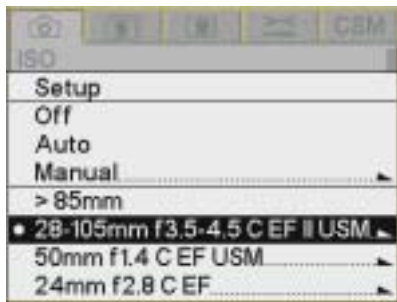 CSM
ISO
Setup
Off
Auto
Manual
> 85mm
28-105mm f3.5-4.5 C EF II USM
50mm f1.4 C EF USM
24mm f2.8 C EF